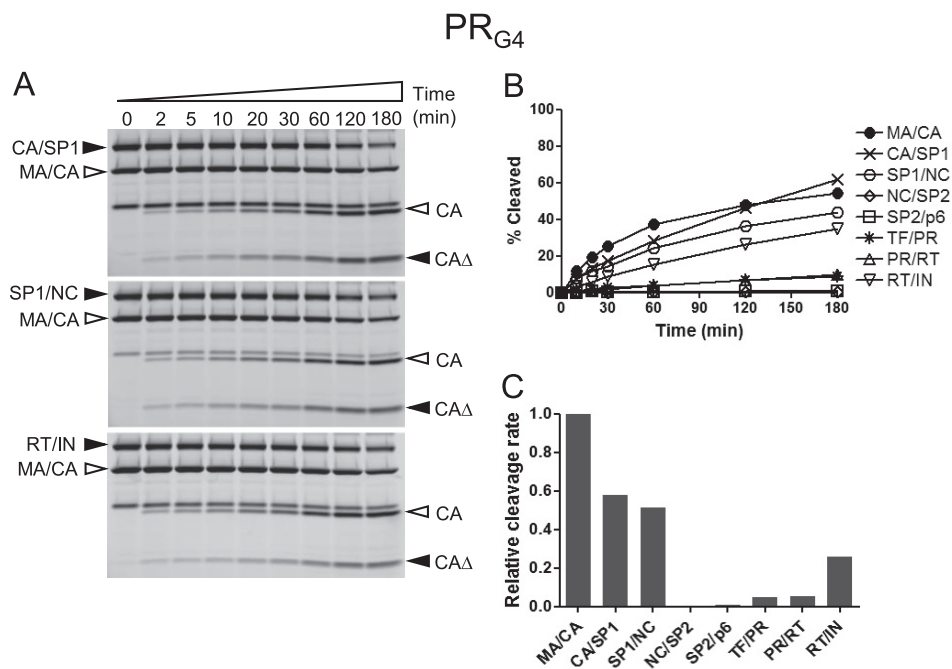 PRG4
A
Time
(min)
0 2 5 10 20 30 60 120 180
CA/SP1
MA/CA
CA
CAΔ
SP1/NC
MA/CA
CA
CAΔ
RT/IN
MA/CA
CA
CAΔ
B
% Cleaved
100
80
60
40
20
0
0 30 60 90 120 150 180
Time (min)
MA/CA
CA/SP1
SP1/NC
NC/SP2
SP2/p6
TF/PR
PR/RT
RT/IN
C
Relative cleavage rate
1.0
0.8
0.6
0.4
0.2
0.0
MA/CA
CA/SP1
SP1/NC
NC/SP2
SP2/p6
TF/PR
PR/RT
RT/IN